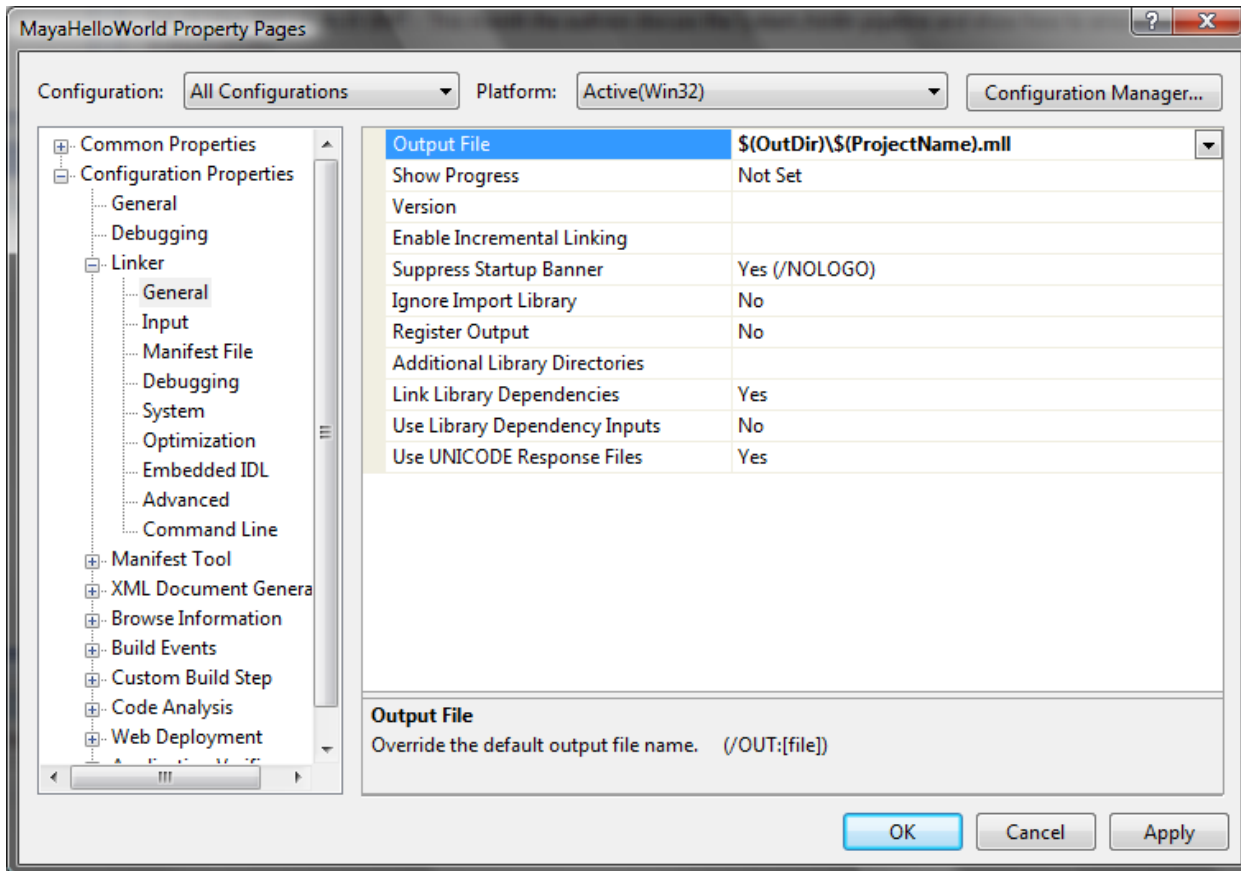 MayaHelloWorld Property Pages
Configuration: All Configurations Platform: Active(Win32) Configuration Manager...
Common Properties
Configuration Properties
General
Debugging
Linker
General
Input
Manifest File
Debugging
System
Optimization
Embedded IDL
Advanced
Command Line
Manifest Tool
XML Document Genera
Browse Information
Build Events
Custom Build Step
Code Analysis
Web Deployment
Output File $(OutDir)\$(ProjectName).mll
Show Progress Not Set
Version
Enable Incremental Linking
Suppress Startup Banner Yes (/NOLOGO)
Ignore Import Library No
Register Output No
Additional Library Directories
Link Library Dependencies Yes
Use Library Dependency Inputs No
Use UNICODE Response Files Yes
Output File
Override the default output file name. (/OUT:[file])
OK Cancel Apply